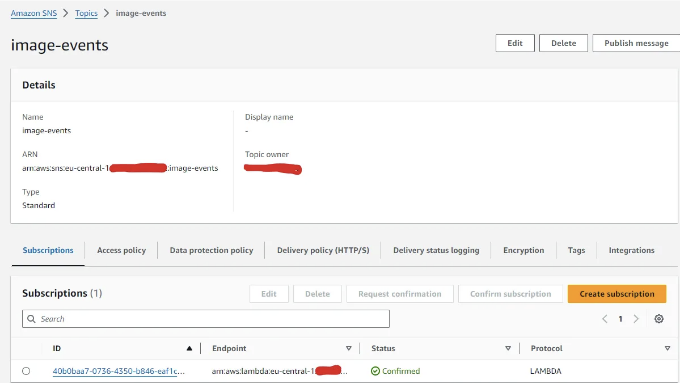 Amazon SNS > Topics > image-events
image-events
Edit Delete Publish message
Details
Name
image-events
Display name
-
ARN
arn:aws:sns:eu-central-1 :image-events
Topic owner
Type
Standard
Subscriptions Access policy Data protection policy Delivery policy (HTTP/S) Delivery status logging Encryption Tags Integrations
Subscriptions (1)
Edit Delete Request confirmation Confirm subscription Create subscription
Search
1
ID Endpoint Status Protocol
40b0baa7-0736-4350-b846-eaf1c... arn:aws:lambda:eu-central-1 ... Confirmed LAMBDA